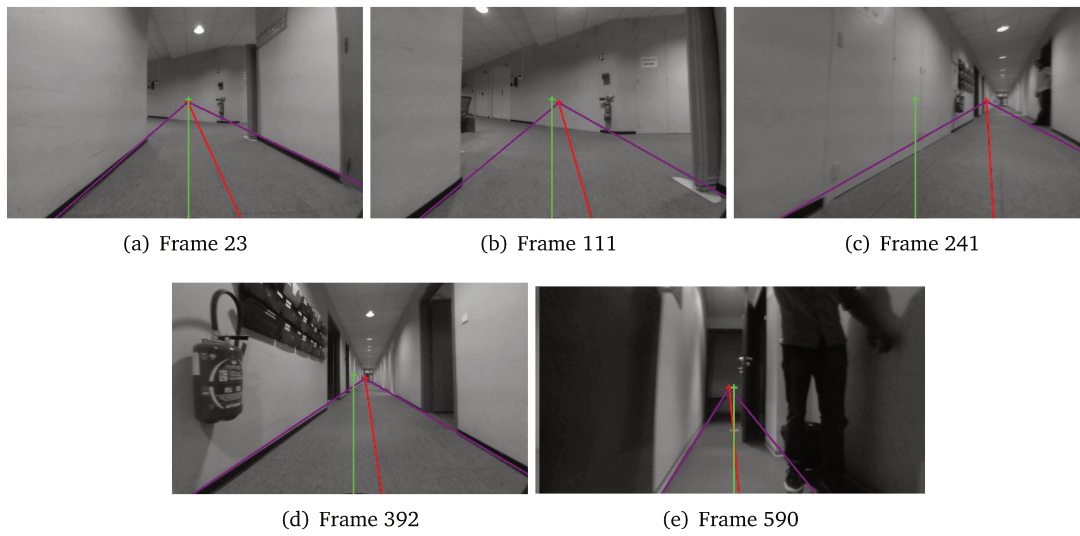 (a) Frame 23
(b) Frame 111
(c) Frame 241
(d) Frame 392
(e) Frame 590